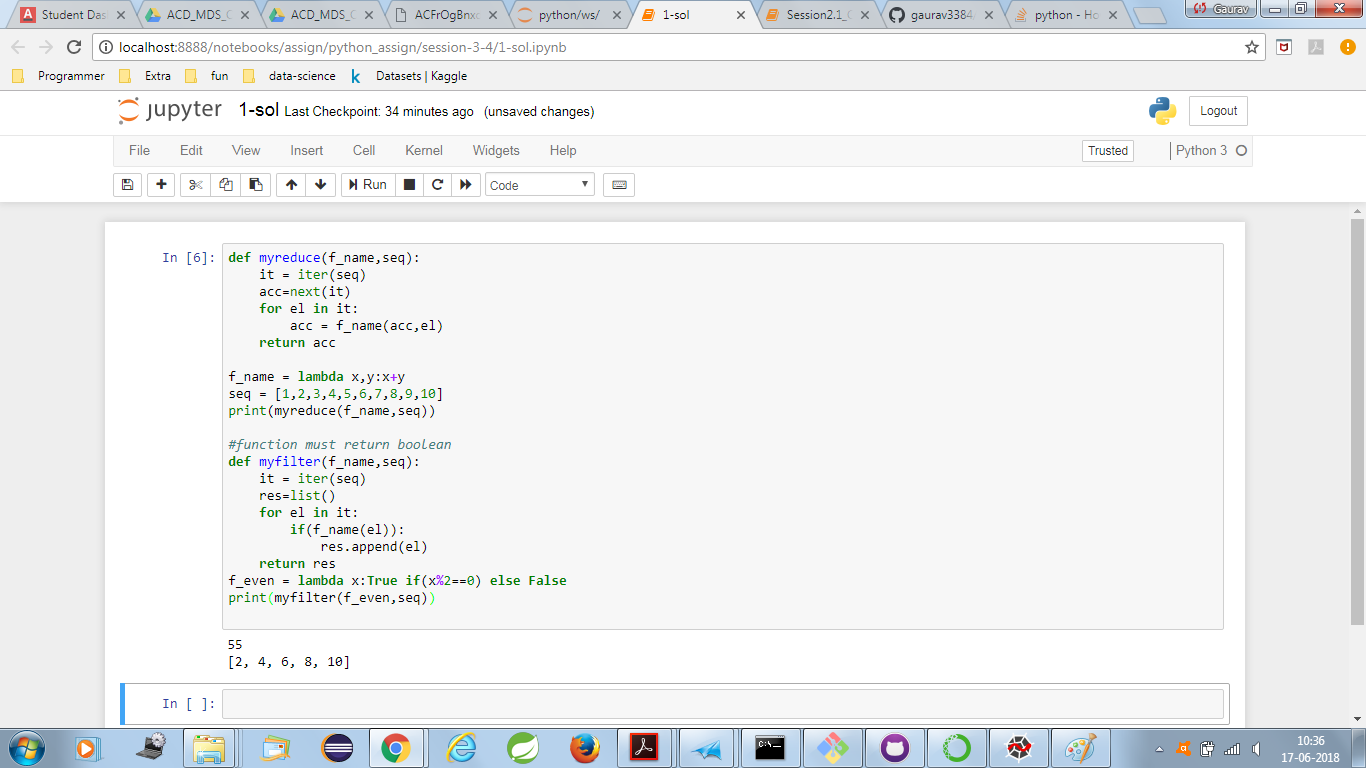 Student Das
ACD_MDS_C
ACD_MDS_C
ACFrOgBnxc
python/ws/
1-sol
Session2.1_
gaurav3384
python - Ho
Gaurav
localhost:8888/notebooks/assign/python_assign/session-3-4/1-sol.ipynb
Programmer Extra fun data-science k Datasets | Kaggle
jupyter 1-sol Last Checkpoint: 34 minutes ago (unsaved changes) Logout
File Edit View Insert Cell Kernel Widgets Help Trusted Python 3
Run Code
In [6]:
def myreduce(f_name,seq):
    it = iter(seq)
    acc=next(it)
    for el in it:
        acc = f_name(acc,el)
    return acc
f_name = lambda x,y:x+y
seq = [1,2,3,4,5,6,7,8,9,10]
print(myreduce(f_name,seq))
#function must return boolean
def myfilter(f_name,seq):
    it = iter(seq)
    res=list()
    for el in it:
        if(f_name(el)):
            res.append(el)
    return res
f_even = lambda x:True if(x%2==0) else False
print(myfilter(f_even,seq))
55
[2, 4, 6, 8, 10]
In [ ]:
C:\
10:36
17-06-2018